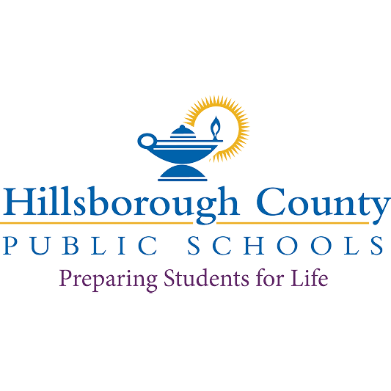 Hillsborough County
PUBLIC SCHOOLS
Preparing Students for Life